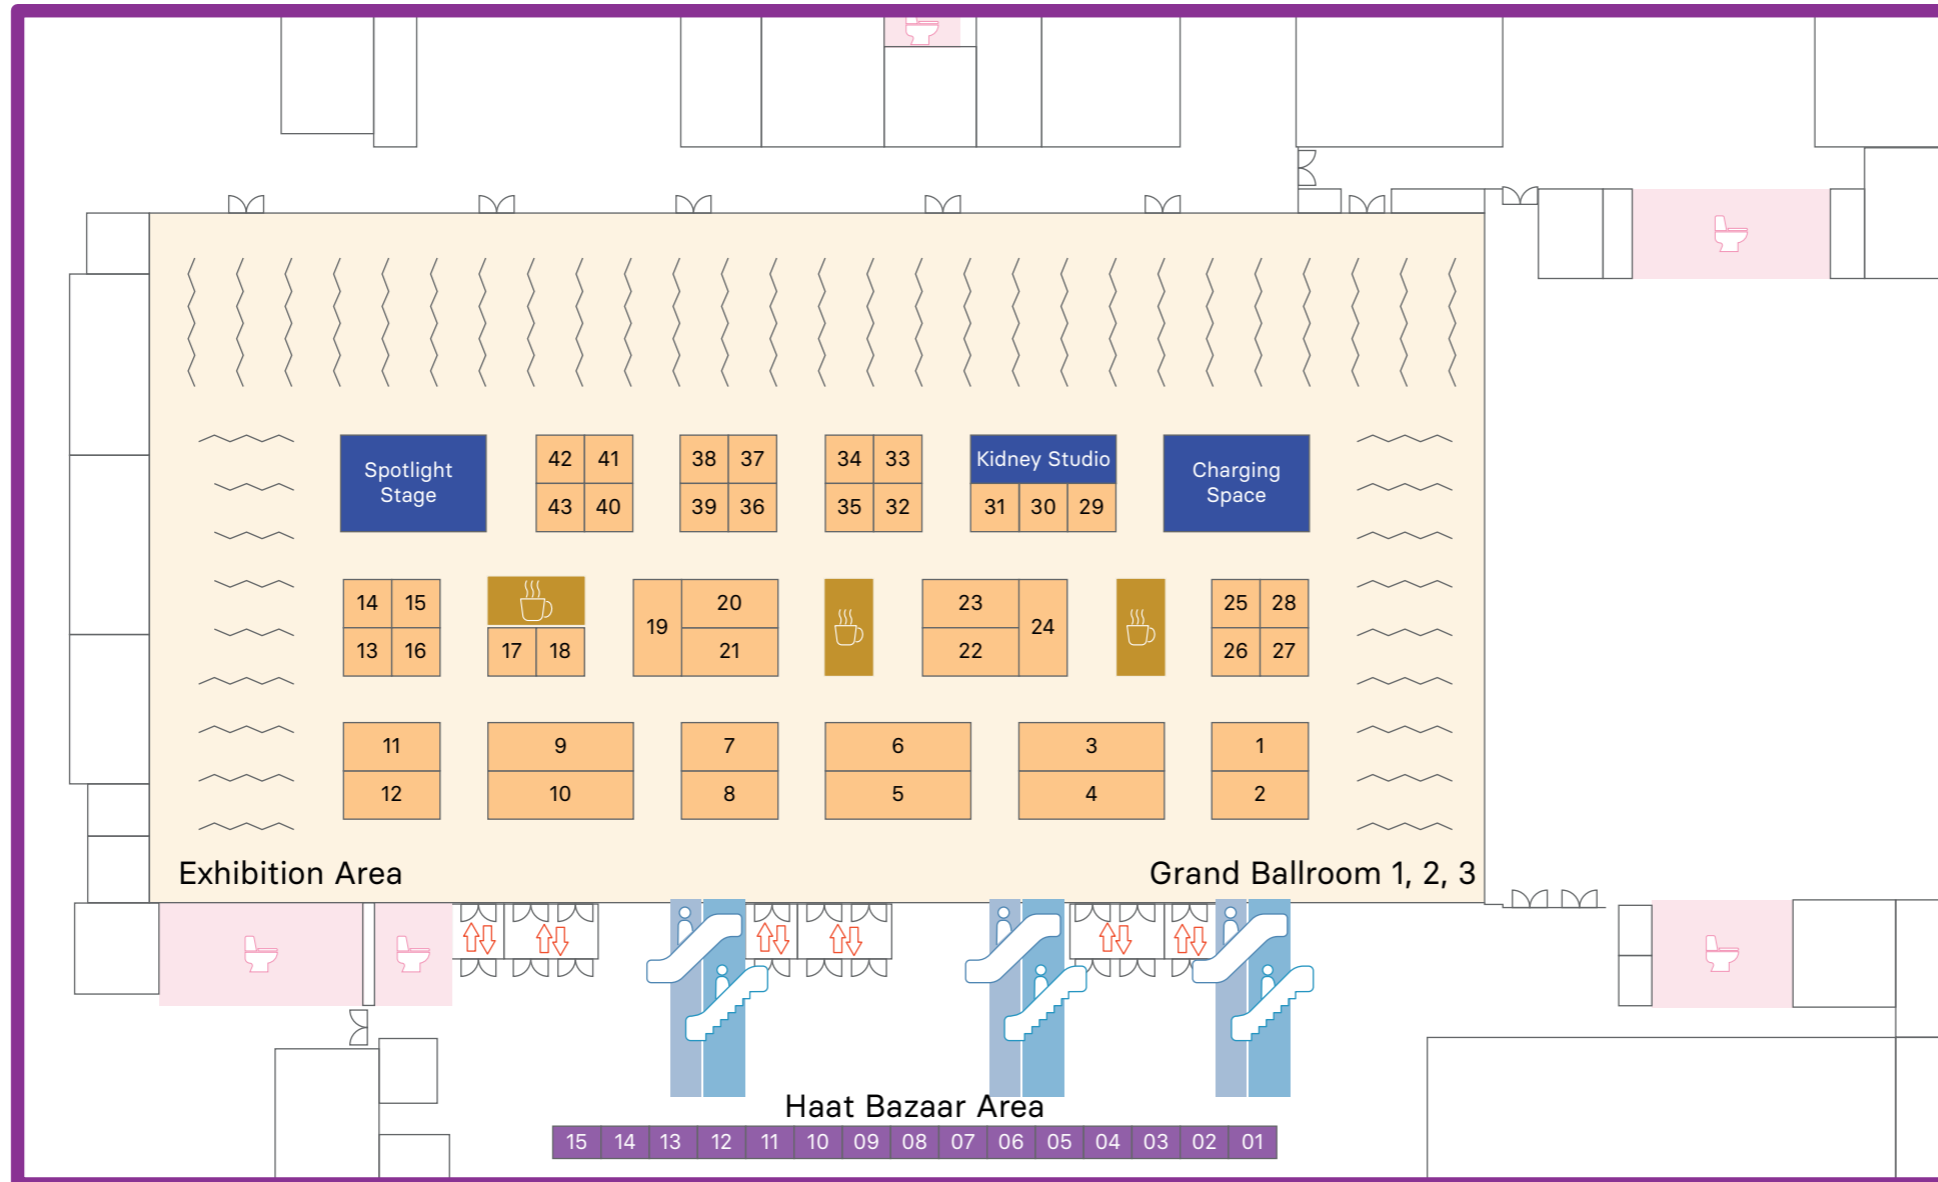 Spotlight
Stage
42 41
43 40
38 37
39 36
34 33
35 32
Kidney Studio
31 30 29
Charging
Space
14 15
13 16
17 18
19
20
21
23
22
24
25 28
26 27
11
12
9
10
7
8
6
5
3
4
1
2
Exhibition Area
Grand Ballroom 1, 2, 3
Haat Bazaar Area
15 14 13 12 11 10 09 08 07 06 05 04 03 02 01